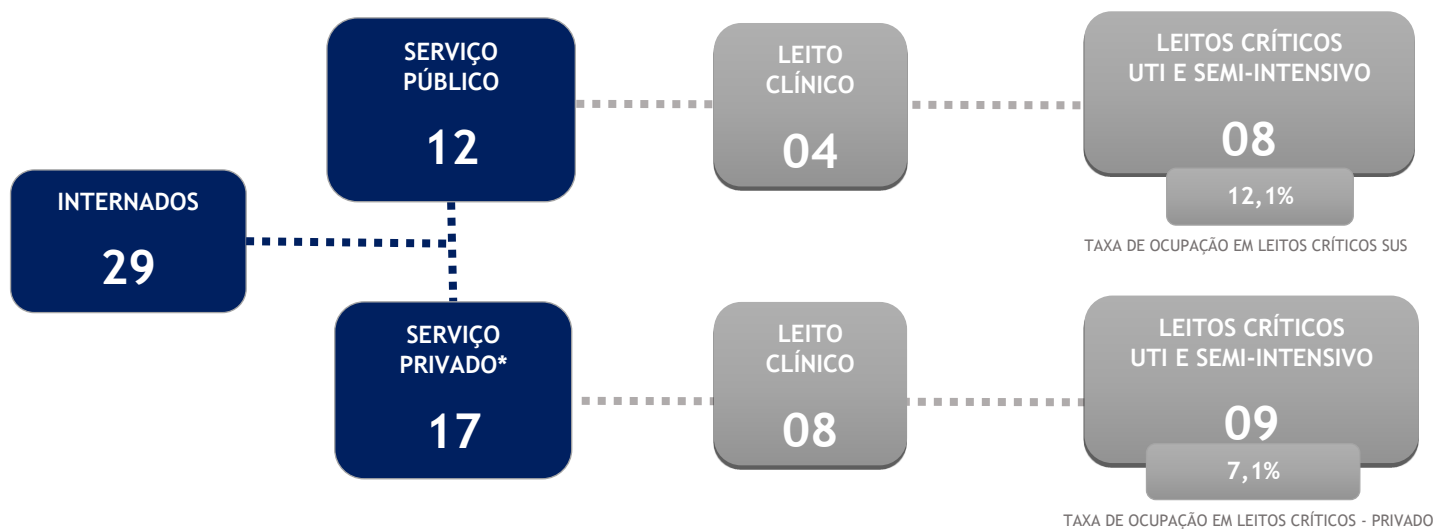 INTERNADOS
29
SERVIÇO
PÚBLICO
12
LEITO
CLÍNICO
04
LEITOS CRÍTICOS
UTI E SEMI-INTENSIVO
08
12,1%
TAXA DE OCUPAÇÃO EM LEITOS CRÍTICOS SUS
SERVIÇO
PRIVADO*
17
LEITO
CLÍNICO
08
LEITOS CRÍTICOS
UTI E SEMI-INTENSIVO
09
7,1%
TAXA DE OCUPAÇÃO EM LEITOS CRÍTICOS - PRIVADO